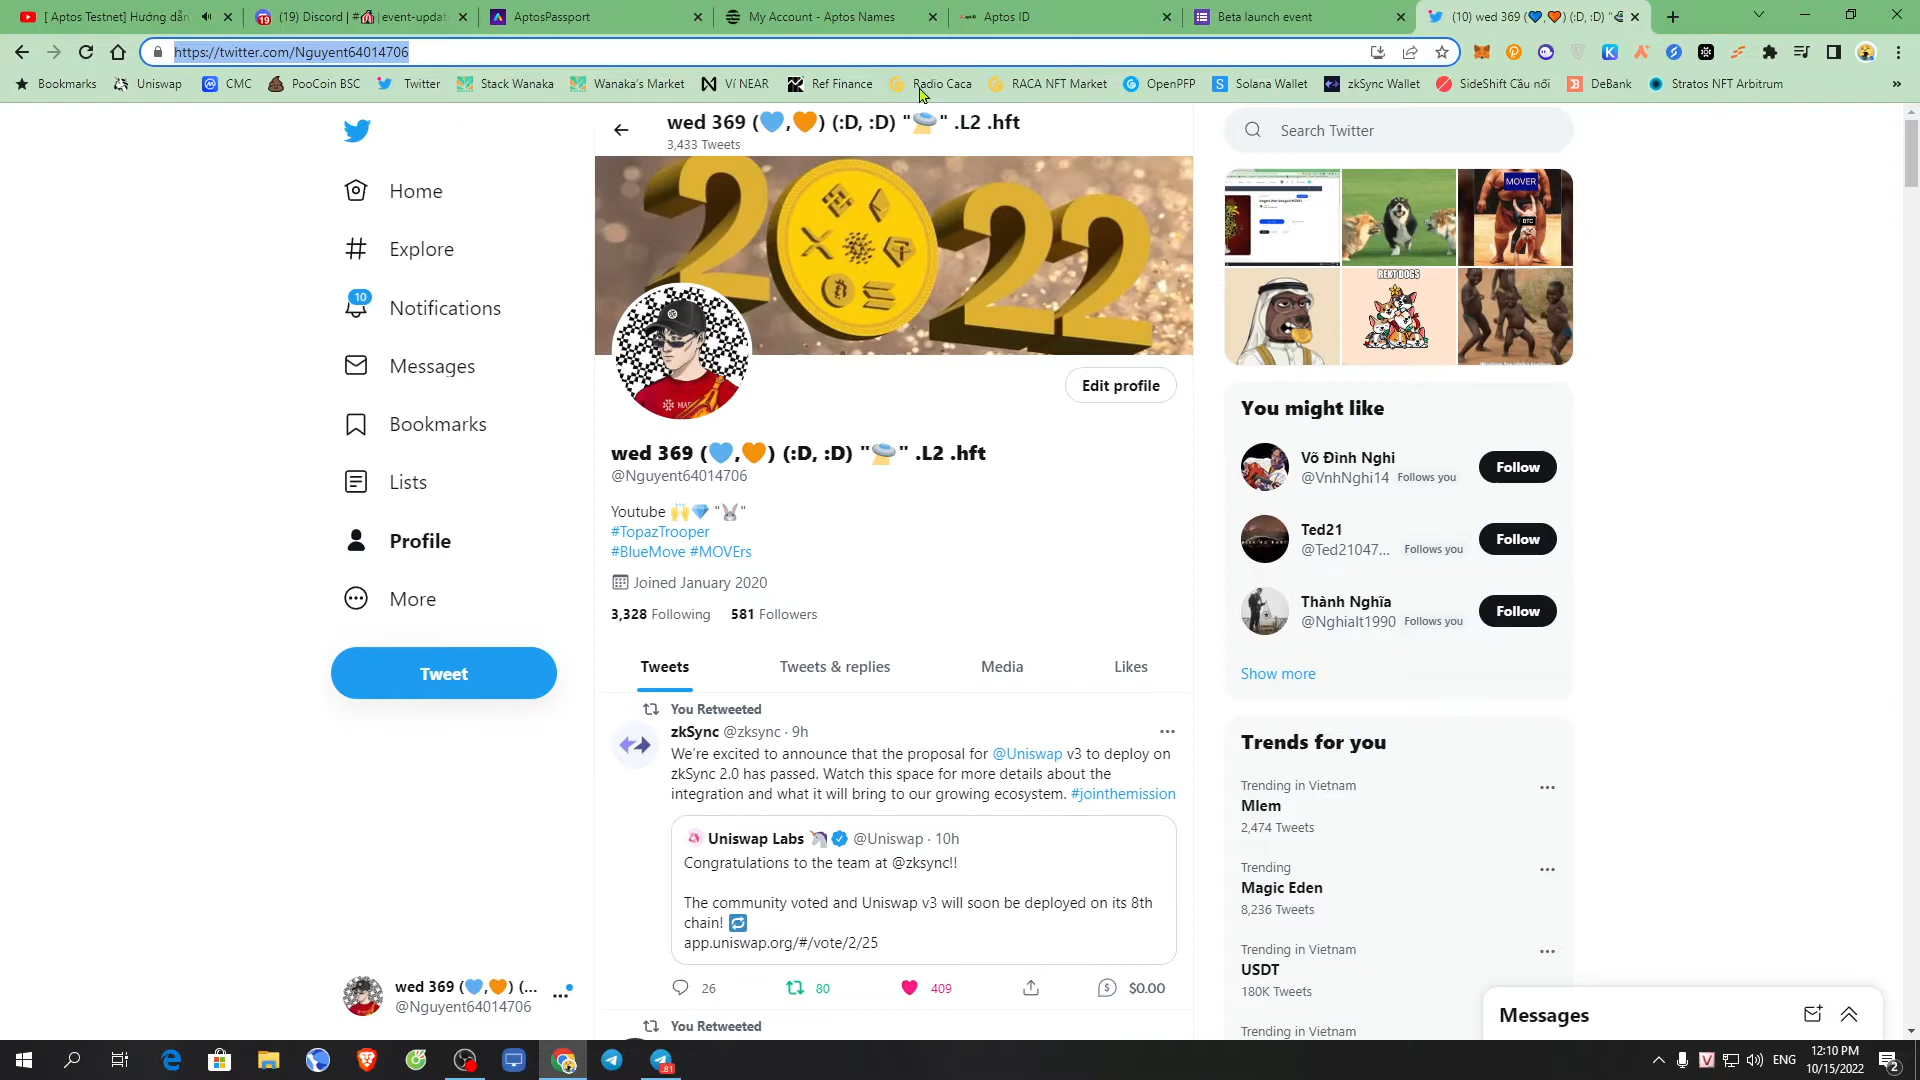 [ Aptos Testnet] Hướng dẫn
(19) Discord | #🎪|event-updat
AptosPassport
My Account - Aptos Names
Aptos ID
Beta launch event
(10) wed 369 (💙,🧡) (:D, :D) "
https://twitter.com/Nguyent64014706
Bookmarks
Uniswap
CMC
PooCoin BSC
Twitter
Stack Wanaka
Wanaka's Market
Ví NEAR
Ref Finance
Radio Caca
RACA NFT Market
OpenPFP
Solana Wallet
zkSync Wallet
SideShift Cầu nối
DeBank
Stratos NFT Arbitrum
»
wed 369 (💙,🧡) (:D, :D) "🛸" .L2 .hft
3,433 Tweets
Search Twitter
Home
Explore
10
Notifications
Messages
Bookmarks
Lists
Profile
More
Tweet
2022
MOVER
BTC
REKT DOGS
Edit profile
wed 369 (💙,🧡) (:D, :D) "🛸" .L2 .hft
@Nguyent64014706
Youtube 🙌💎 "🐰"
#TopazTrooper
#BlueMove #MOVErs
Joined January 2020
3,328 Following 581 Followers
Tweets
Tweets & replies
Media
Likes
You Retweeted
zkSync @zksync · 9h
We're excited to announce that the proposal for @Uniswap v3 to deploy on
zkSync 2.0 has passed. Watch this space for more details about the
integration and what it will bring to our growing ecosystem. #jointhemission
Uniswap Labs 🦄 @Uniswap · 10h
Congratulations to the team at @zksync!!
The community voted and Uniswap v3 will soon be deployed on its 8th
chain! 🔁
app.uniswap.org/#/vote/2/25
26
80
409
$0.00
You Retweeted
You might like
Võ Đình Nghi
@VnhNghi14 Follows you
Follow
Ted21
@Ted21047... Follows you
Follow
Thành Nghĩa
@Nghialt1990 Follows you
Follow
Show more
Trends for you
Trending in Vietnam
Mlem
2,474 Tweets
Trending
Magic Eden
8,236 Tweets
Trending in Vietnam
USDT
180K Tweets
Trending in Vietnam
Messages
wed 369 (💙,🧡) (...
@Nguyent64014706
81
ENG
12:10 PM
10/15/2022
2